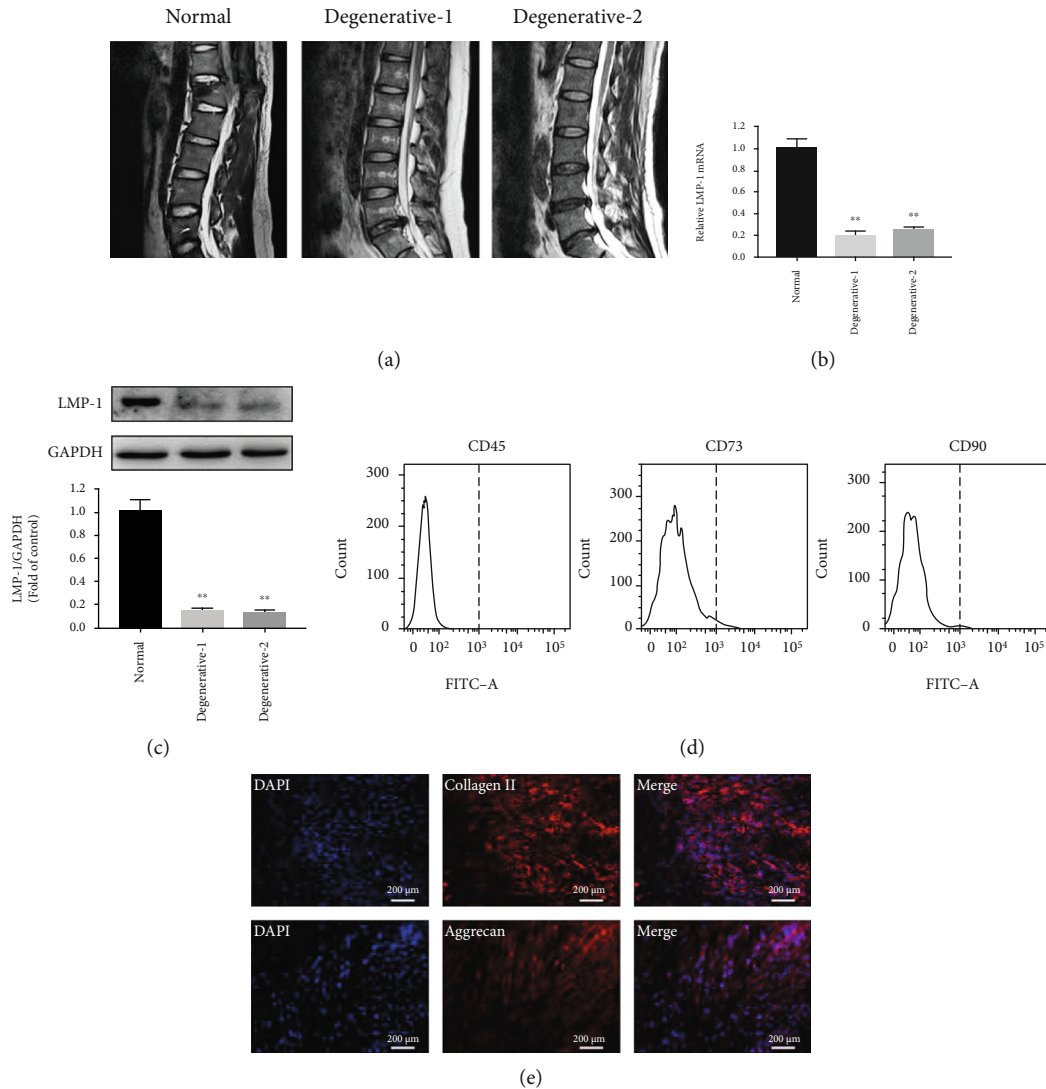 Normal
Degenerative-1
Degenerative-2
(a)
Relative LMP-1 mRNA
1.2
1.0
0.8
0.6
0.4
0.2
0.0
**
**
Normal
Degenerative-1
Degenerative-2
(b)
LMP-1
GAPDH
LMP-1/GAPDH
(Fold of control)
1.2
1.0
0.8
0.6
0.4
0.2
0.0
**
**
Normal
Degenerative-1
Degenerative-2
(c)
CD45
Count
300
200
100
0
0 10² 10³ 10⁴ 10⁵
FITC–A
CD73
Count
300
200
100
0
0 10² 10³ 10⁴ 10⁵
CD90
Count
300
200
100
0
0 10² 10³ 10⁴ 10⁵
FITC–A
(d)
DAPI
200 μm
Collagen II
200 μm
Merge
200 μm
DAPI
200 μm
Aggrecan
200 μm
Merge
200 μm
(e)